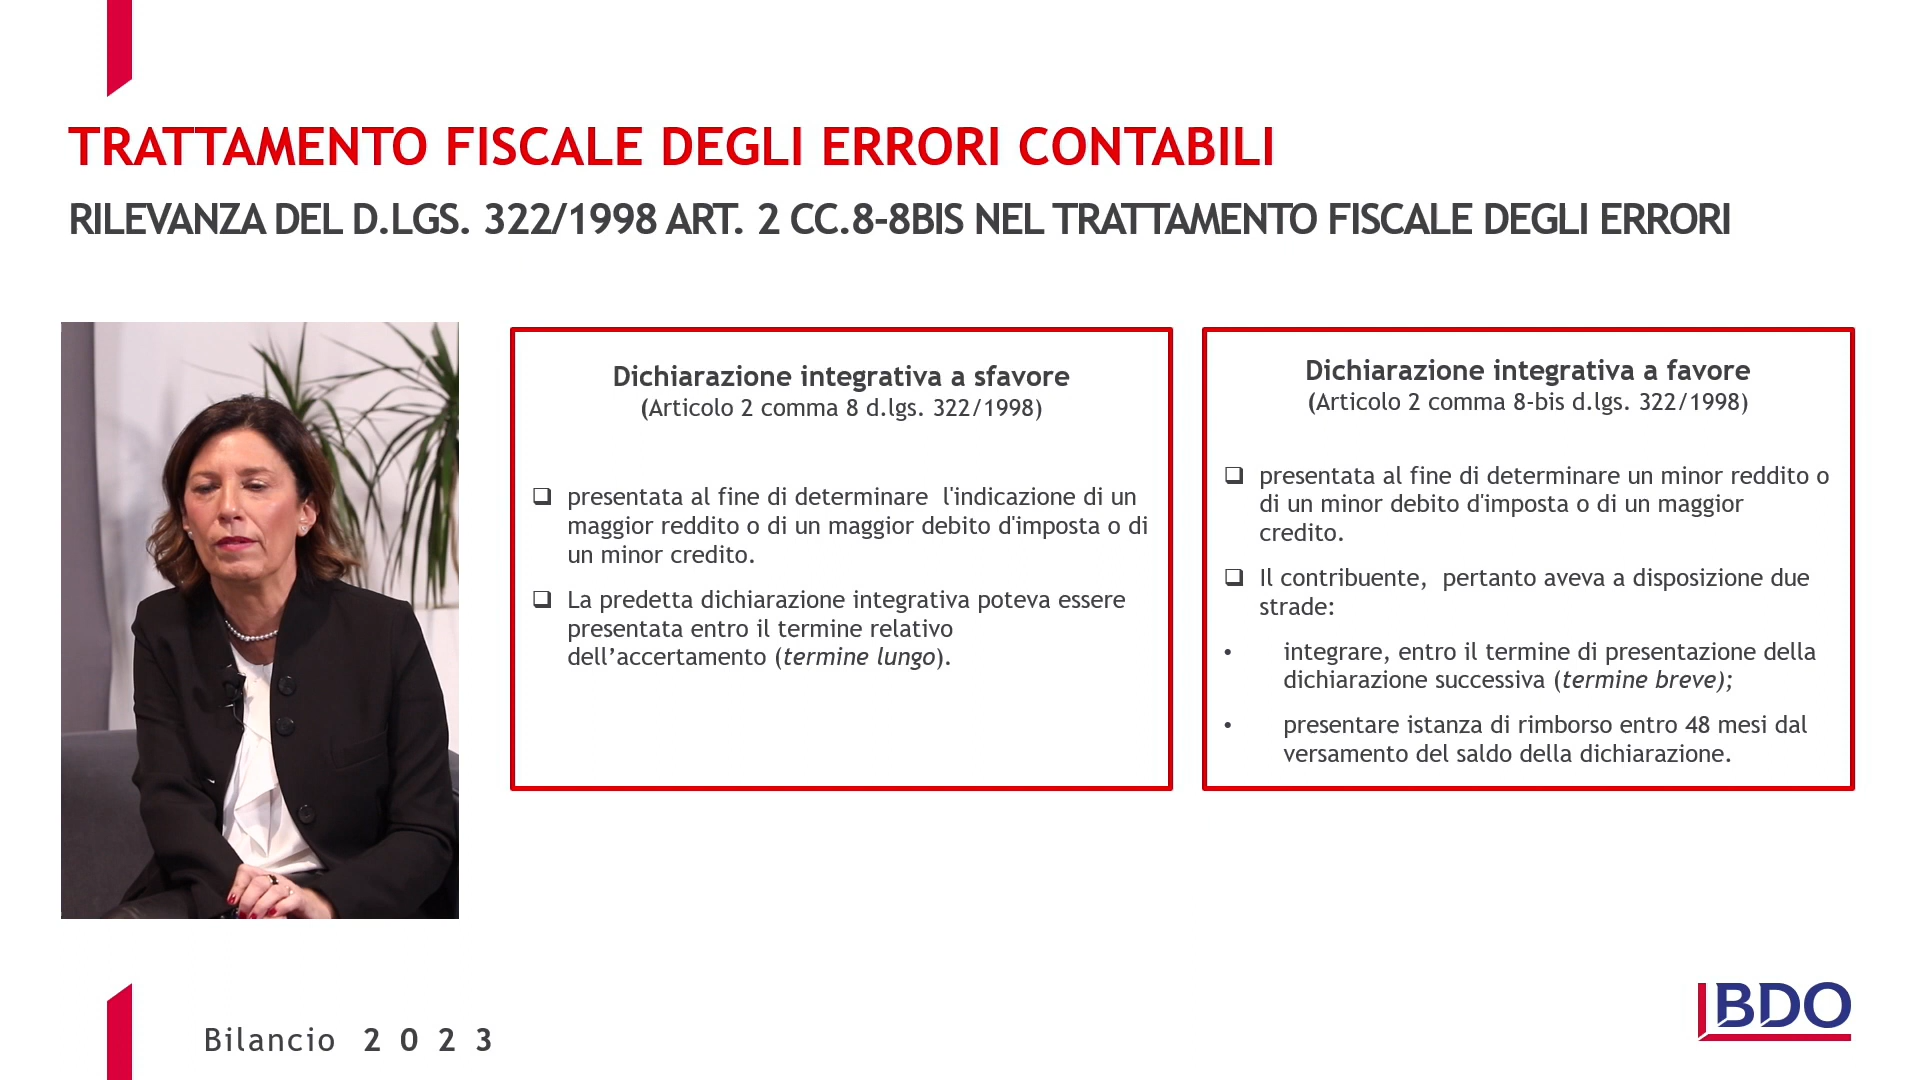 TRATTAMENTO FISCALE DEGLI ERRORI CONTABILI
RILEVANZA DEL D.LGS. 322/1998 ART. 2 CC.8-8BIS NEL TRATTAMENTO FISCALE DEGLI ERRORI
Dichiarazione integrativa a sfavore
(Articolo 2 comma 8 d.lgs. 322/1998)
❑ presentata al fine di determinare l'indicazione di un
maggior reddito o di un maggior debito d'imposta o di
un minor credito.
❑ La predetta dichiarazione integrativa poteva essere
presentata entro il termine relativo
dell’accertamento (termine lungo).
Dichiarazione integrativa a favore
(Articolo 2 comma 8-bis d.lgs. 322/1998)
❑ presentata al fine di determinare un minor reddito o
di un minor debito d'imposta o di un maggior
credito.
❑ Il contribuente, pertanto aveva a disposizione due
strade:
• integrare, entro il termine di presentazione della
dichiarazione successiva (termine breve);
• presentare istanza di rimborso entro 48 mesi dal
versamento del saldo della dichiarazione.
Bilancio 2023
BDO